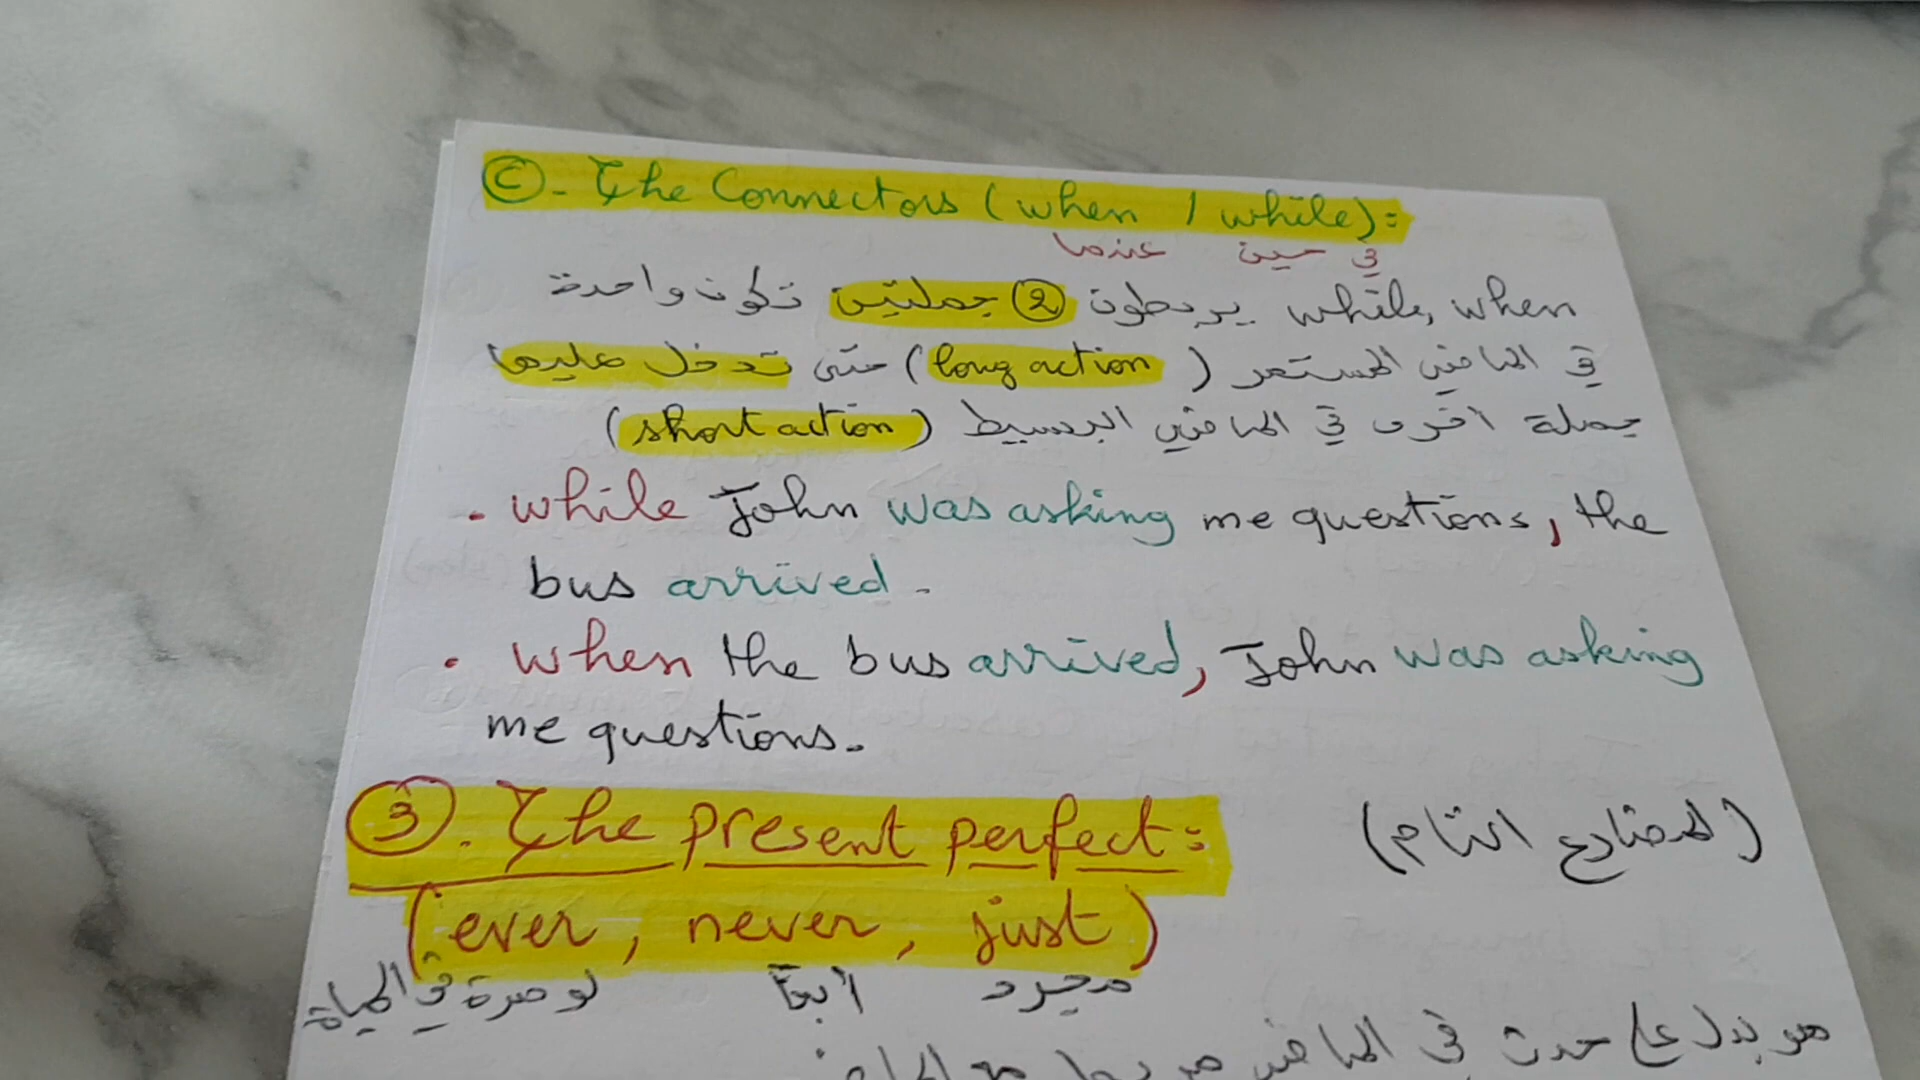 C. The Connectors (when / while):
عندما في حين
while, when يربطون 2 جملتين تكون واحدة
في الماضي المستمر (long action) حتى تدخل عليها
جملة أخرى في الماضي البسيط (short action)
. while John was asking me questions, the
bus arrived.
. when the bus arrived, John was asking
me questions.
3. The present perfect: (المضارع التام)
(ever, never, just)
لو مرة في الحياة أبدًا مجرد
هو يدل على حدث في الماضي